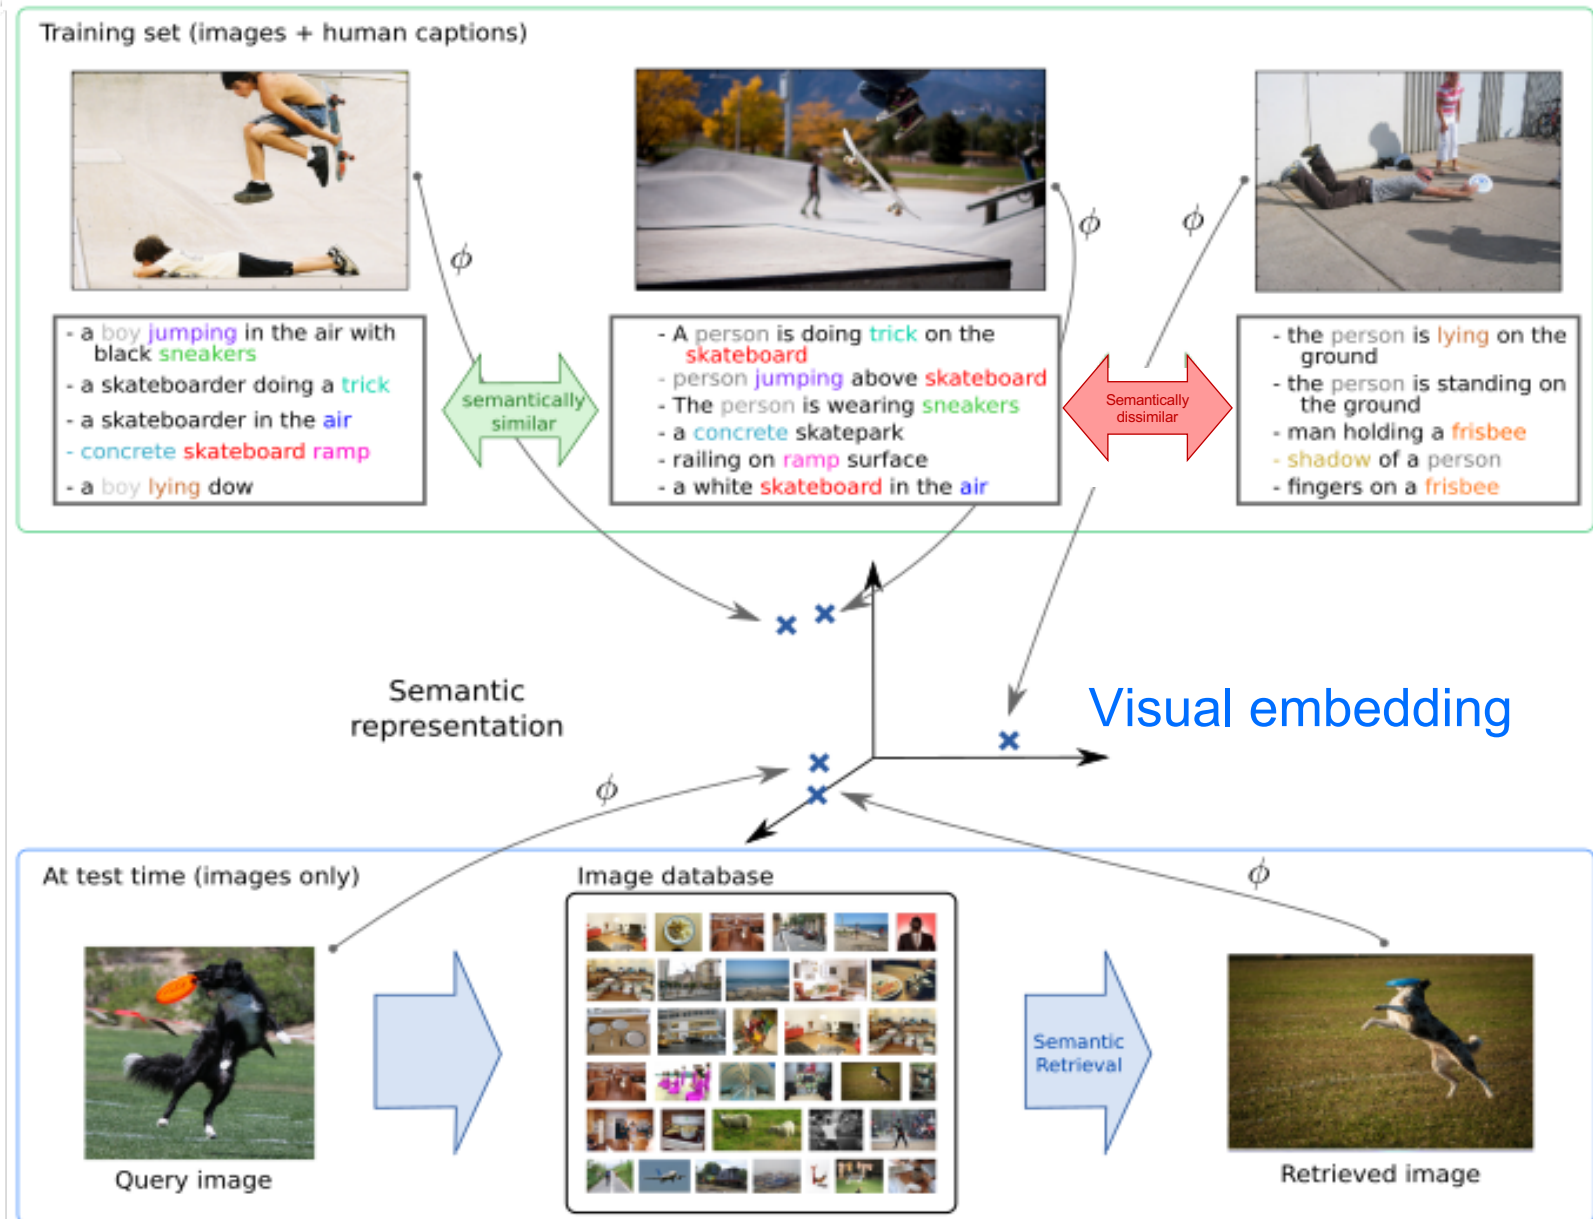 Training set (images + human captions)
ϕ
ϕ
ϕ
- a boy jumping in the air with
black sneakers
- a skateboarder doing a trick
- a skateboarder in the air
- concrete skateboard ramp
- a boy lying dow
semantically
similar
- A person is doing trick on the
skateboard
- person jumping above skateboard
- The person is wearing sneakers
- a concrete skatepark
- railing on ramp surface
- a white skateboard in the air
Semantically
dissimilar
- the person is lying on the
ground
- the person is standing on
the ground
- man holding a frisbee
- shadow of a person
- fingers on a frisbee
Semantic
representation
Visual embedding
ϕ
ϕ
At test time (images only)
Image database
Semantic
Retrieval
Query image
Retrieved image